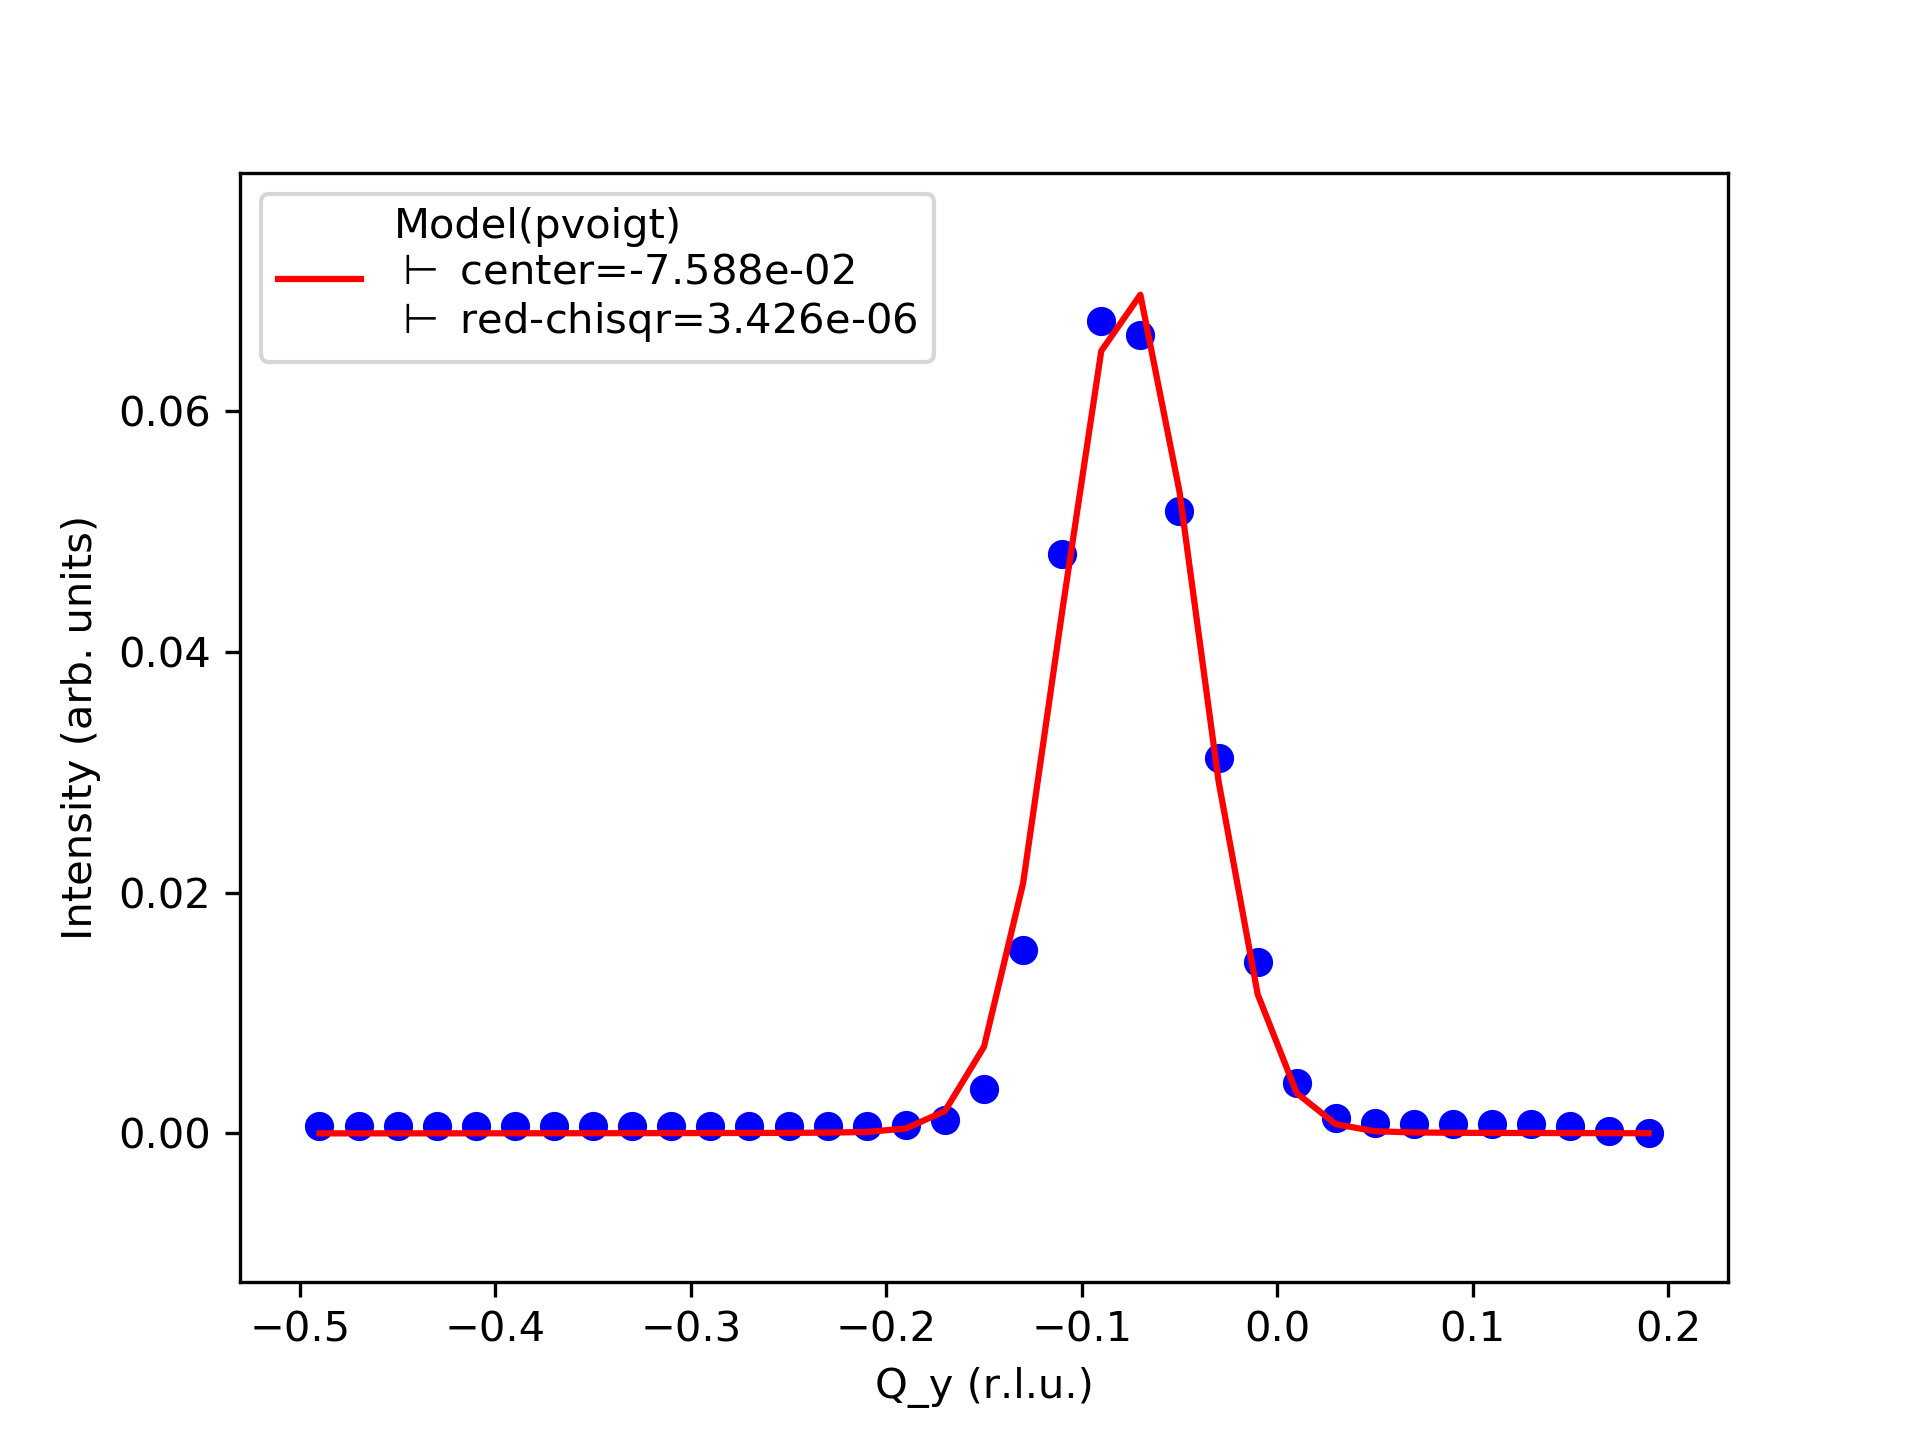 Model(pvoigt)
⊢ center=-7.588e-02
⊢ red-chisqr=3.426e-06
0.06
0.04
0.02
0.00
Intensity (arb. units)
−0.5 −0.4 −0.3 −0.2 −0.1 0.0 0.1 0.2
Q_y (r.l.u.)